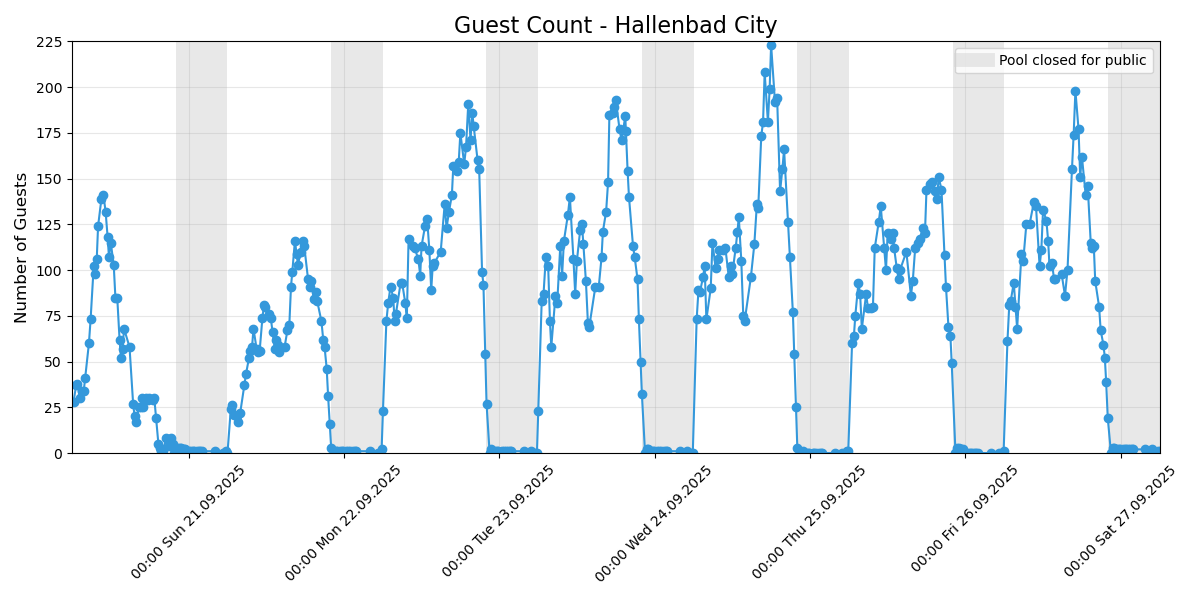 Guest Count - Hallenbad City
Pool closed for public
Number of Guests
225
200
175
150
125
100
75
50
25
0
00:00 Sun 21.09.2025
00:00 Mon 22.09.2025
00:00 Tue 23.09.2025
00:00 Wed 24.09.2025
00:00 Thu 25.09.2025
00:00 Fri 26.09.2025
00:00 Sat 27.09.2025